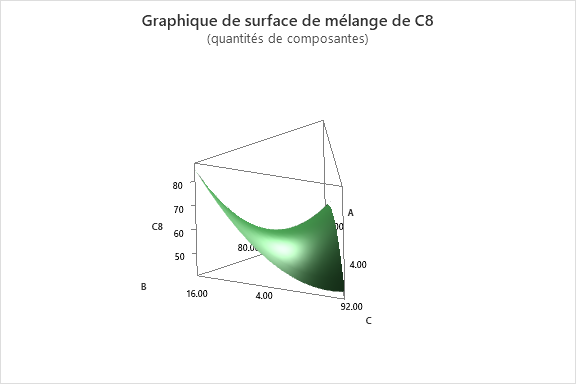 Graphique de surface de mélange de C8
(quantités de composantes)
80
A
70
C8
60
80.00
50
4.00
B
16.00
4.00
92.00
C